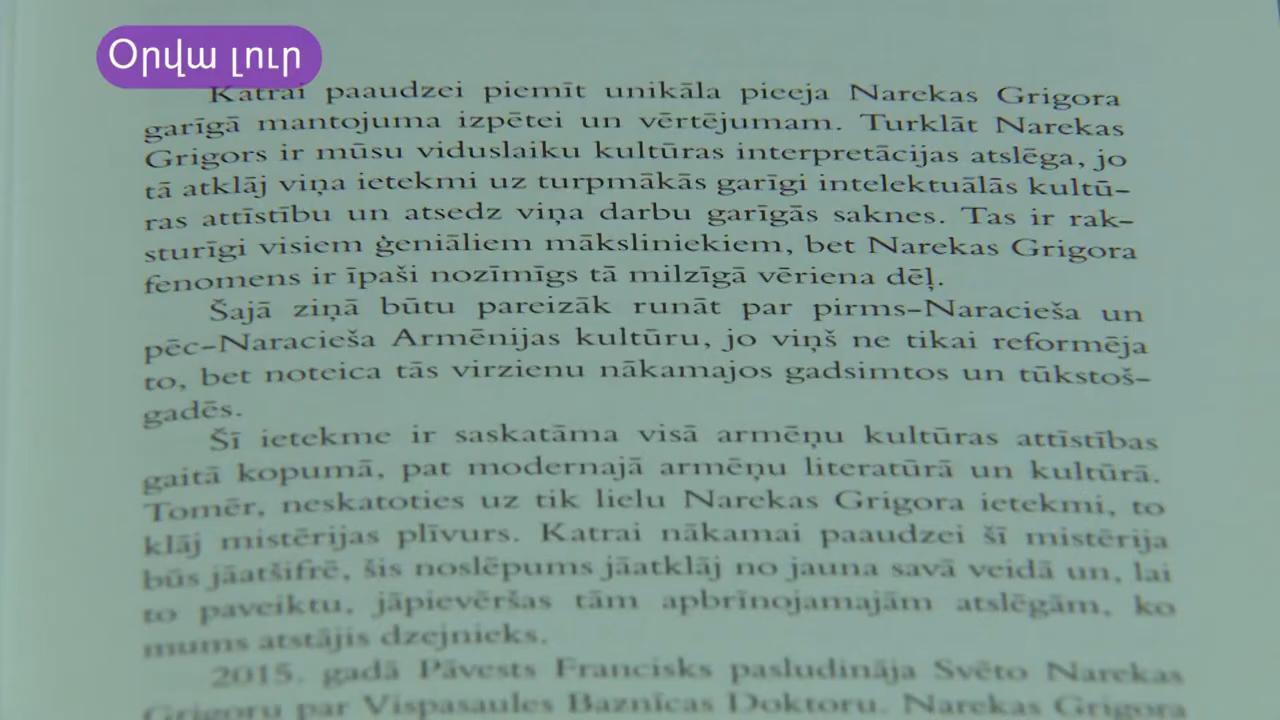 Օրվա լուր
Katrai paaudzei piemīt unikāla pieeja Narekas Grigora
garīgā mantojuma izpētei un vērtējumam. Turklāt Narekas
Grigors ir mūsu viduslaiku kultūras interpretācijas atslēga, jo
tā atklāj viņa ietekmi uz turpmākās garīgi intelektuālās kultū-
ras attīstību un atsedz viņa darbu garīgās saknes. Tas ir rak-
sturīgi visiem ģeniāliem māksliniekiem, bet Narekas Grigora
fenomens ir īpaši nozīmīgs tā milzīgā vēriena dēļ.
Šajā ziņā būtu pareizāk runāt par pirms-Naracieša un
pēc-Naracieša Armēnijas kultūru, jo viņš ne tikai reformēja
to, bet noteica tās virzienu nākamajos gadsimtos un tūkstoš-
gadēs.
Šī ietekme ir saskatāma visā armēņu kultūras attīstības
gaitā kopumā, pat modernajā armēņu literatūrā un kultūrā.
Tomēr, neskatoties uz tik lielu Narekas Grigora ietekmi, to
klāj mistērijas plīvurs. Katrai nākamai paaudzei šī mistērija
būs jāatšifrē, šis noslēpums jāatklāj no jauna savā veidā un, lai
to paveiktu, jāpievēršas tām apbrīnojamajām atslēgām, ko
mums atstājis dzejnieks.
2015. gadā Pāvests Francisks pasludināja Svēto Narekas
Grigoru par Vispasaules Baznīcas Doktoru. Narekas Grigora